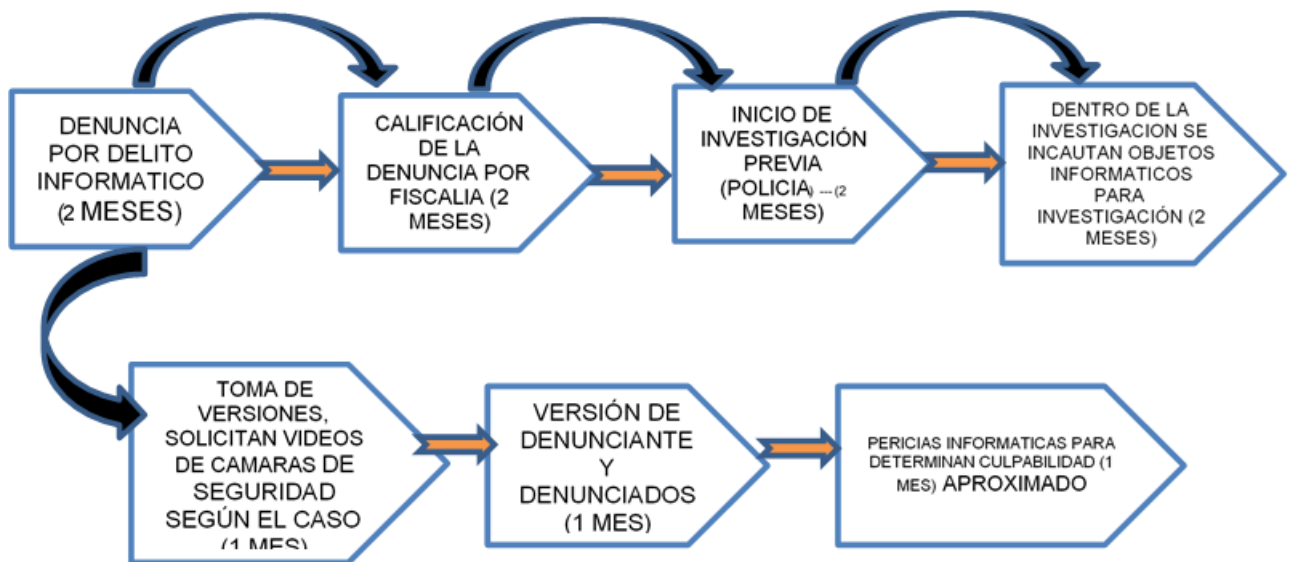 DENUNCIA
POR DELITO
INFORMATICO
(2 MESES)
CALIFICACIÓN
DE LA
DENUNCIA POR
FISCALIA (2
MESES)
INICIO DE
INVESTIGACIÓN
PREVIA
(POLICIA) --- (2
MESES)
DENTRO DE LA
INVESTIGACION SE
INCAUTAN OBJETOS
INFORMATICOS
PARA
INVESTIGACIÓN (2
MESES)
TOMA DE
VERSIONES,
SOLICITAN VIDEOS
DE CAMARAS DE
SEGURIDAD
SEGÚN EL CASO
(1 MES)
VERSIÓN DE
DENUNCIANTE
Y
DENUNCIADOS
(1 MES)
PERICIAS INFORMATICAS PARA
DETERMINAN CULPABILIDAD (1
MES) APROXIMADO